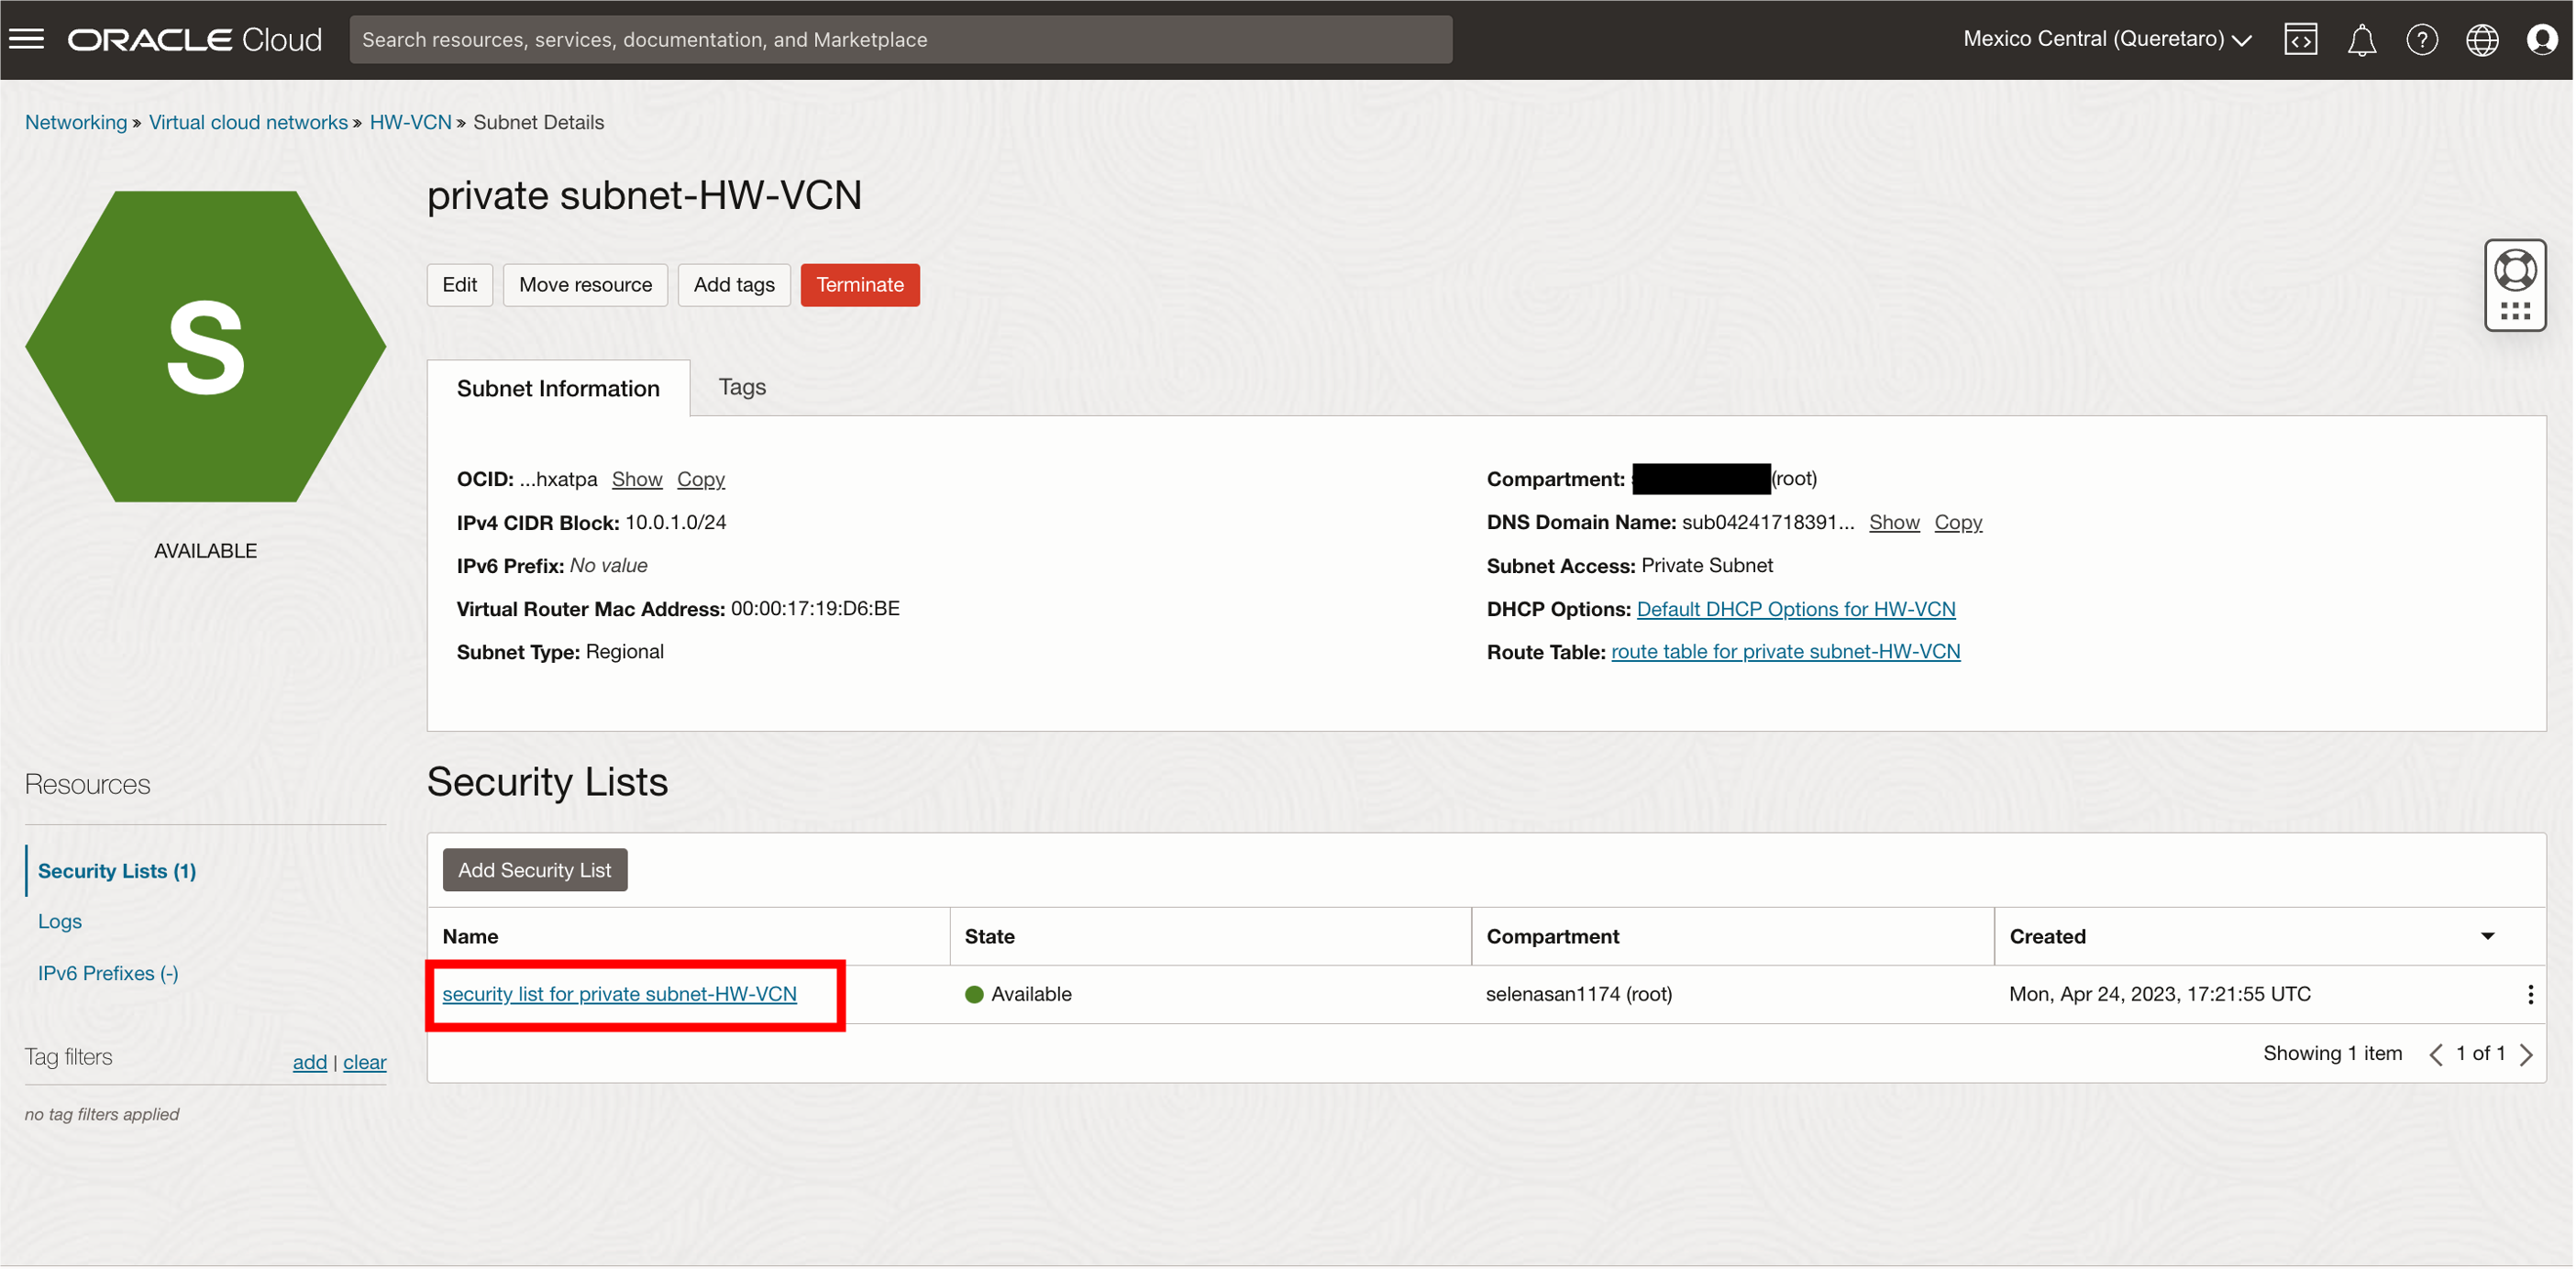 ORACLE Cloud
Search resources, services, documentation, and Marketplace
Mexico Central (Queretaro)
Networking » Virtual cloud networks » HW-VCN » Subnet Details
S
AVAILABLE
private subnet-HW-VCN
Edit
Move resource
Add tags
Terminate
Subnet Information
Tags
OCID: ...hxatpa Show Copy
IPv4 CIDR Block: 10.0.1.0/24
IPv6 Prefix: No value
Virtual Router Mac Address: 00:00:17:19:D6:BE
Subnet Type: Regional
Compartment: (root)
DNS Domain Name: sub04241718391... Show Copy
Subnet Access: Private Subnet
DHCP Options: Default DHCP Options for HW-VCN
Route Table: route table for private subnet-HW-VCN
Resources
Security Lists (1)
Logs
IPv6 Prefixes (-)
Tag filters
add | clear
no tag filters applied
Security Lists
Add Security List
Name State Compartment Created
security list for private subnet-HW-VCN Available selenasan1174 (root) Mon, Apr 24, 2023, 17:21:55 UTC
Showing 1 item < 1 of 1 >